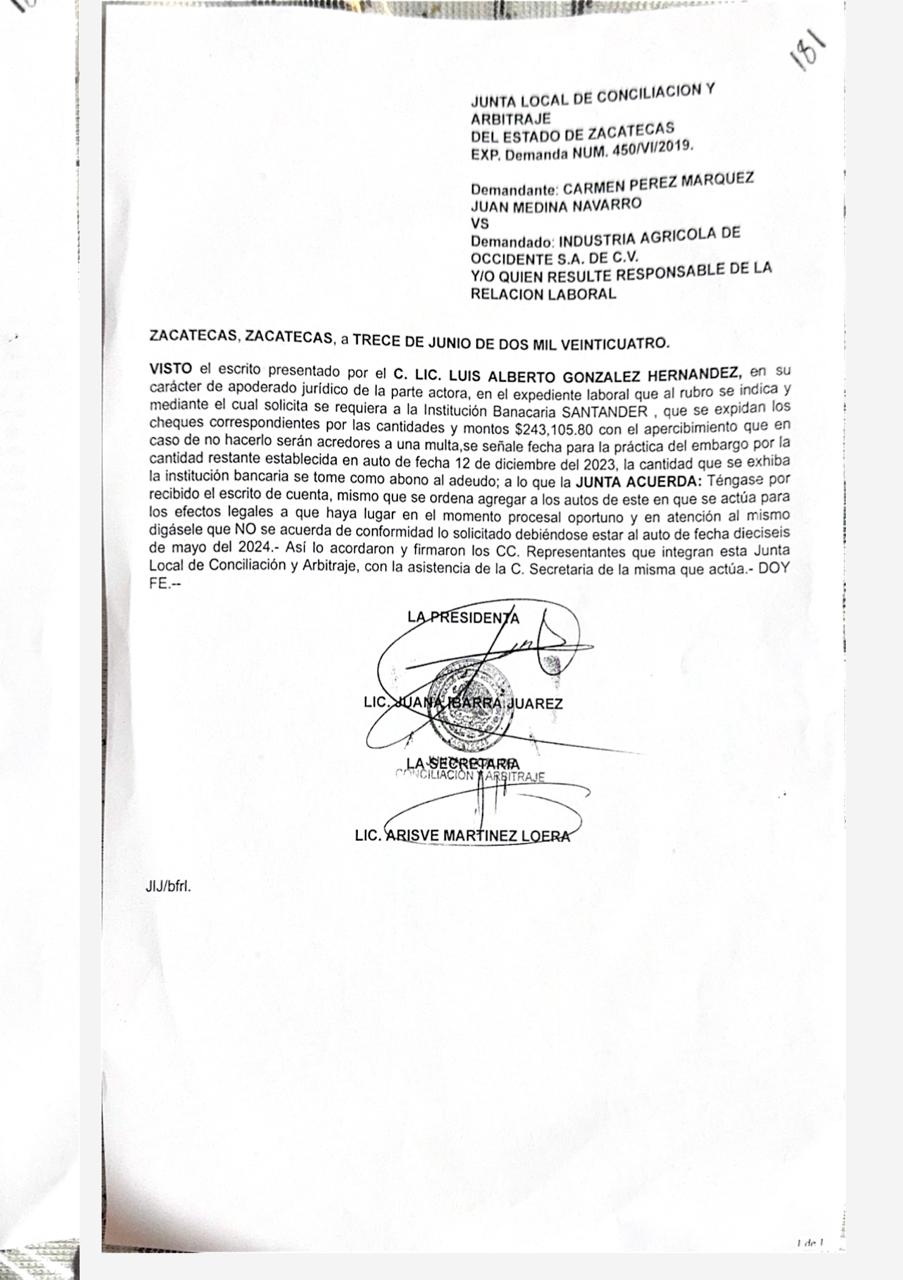 181
JUNTA LOCAL DE CONCILIACION Y
ARBITRAJE
DEL ESTADO DE ZACATECAS
EXP. Demanda NUM. 450/VI/2019.
Demandante: CARMEN PEREZ MARQUEZ
JUAN MEDINA NAVARRO
VS
Demandado: INDUSTRIA AGRICOLA DE
OCCIDENTE S.A. DE C.V.
Y/O QUIEN RESULTE RESPONSABLE DE LA
RELACION LABORAL
ZACATECAS, ZACATECAS, a TRECE DE JUNIO DE DOS MIL VEINTICUATRO.
VISTO el escrito presentado por el C. LIC. LUIS ALBERTO GONZALEZ HERNANDEZ, en su
carácter de apoderado jurídico de la parte actora, en el expediente laboral que al rubro se indica y
mediante el cual solicita se requiera a la Institución Banacaria SANTANDER , que se expidan los
cheques correspondientes por las cantidades y montos $243,105.80 con el apercibimiento que en
caso de no hacerlo serán acredores a una multa,se señale fecha para la práctica del embargo por la
cantidad restante establecida en auto de fecha 12 de diciembre del 2023, la cantidad que se exhiba
la institución bancaria se tome como abono al adeudo; a lo que la JUNTA ACUERDA: Téngase por
recibido el escrito de cuenta, mismo que se ordena agregar a los autos de este en que se actúa para
los efectos legales a que haya lugar en el momento procesal oportuno y en atención al mismo
digásele que NO se acuerda de conformidad lo solicitado debiéndose estar al auto de fecha dieciseis
de mayo del 2024.- Así lo acordaron y firmaron los CC. Representantes que integran esta Junta
Local de Conciliación y Arbitraje, con la asistencia de la C. Secretaria de la misma que actúa.- DOY
FE.--
LA PRESIDENTA
LIC. JUANA IBARRA JUAREZ
LA SECRETARIA
CONCILIACIÓN Y ARBITRAJE
LIC. ARISVE MARTINEZ LOERA
JIJ/bfrl.
1 de 1